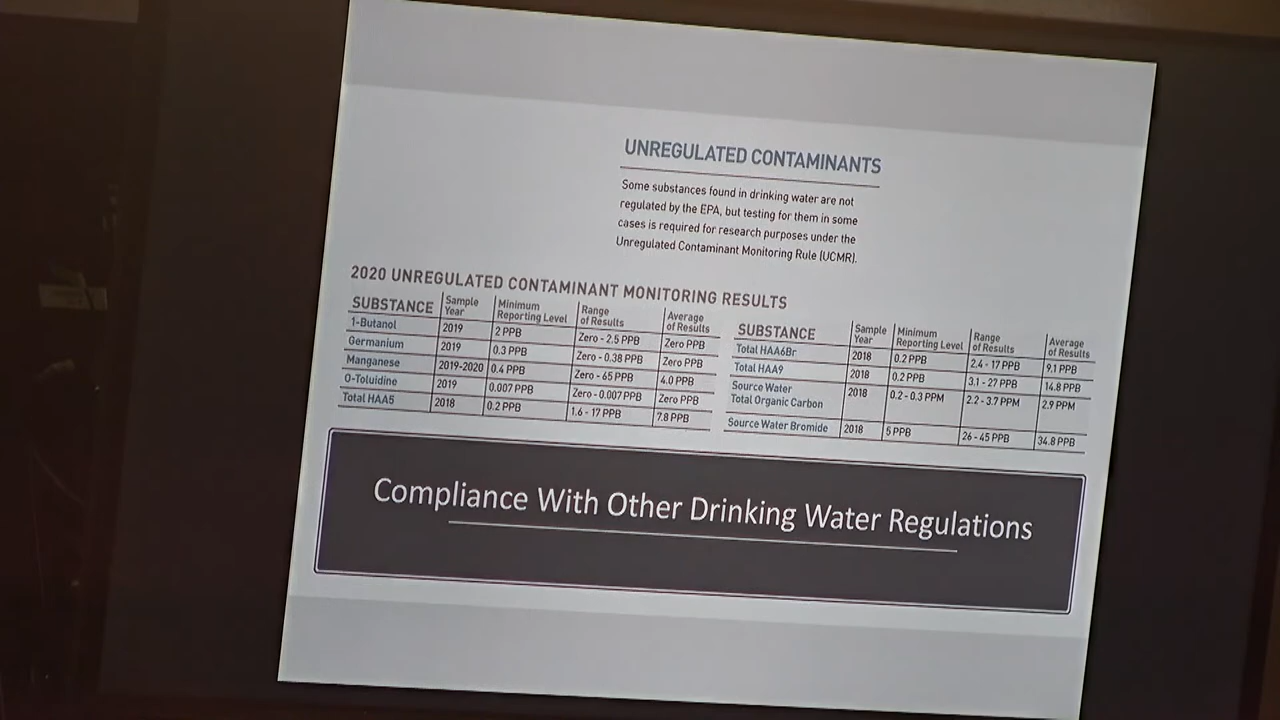 UNREGULATED CONTAMINANTS
Some substances found in drinking water are not
regulated by the EPA, but testing for them in some
cases is required for research purposes under the
Unregulated Contaminant Monitoring Rule (UCMR).
2020 UNREGULATED CONTAMINANT MONITORING RESULTS
SUBSTANCE Sample Year Minimum Reporting Level Range of Results Average of Results
1-Butanol 2019 2 PPB Zero - 2.5 PPB Zero PPB
Germanium 2019 0.3 PPB Zero - 0.38 PPB Zero PPB
Manganese 2019-2020 0.4 PPB Zero - 65 PPB 4.0 PPB
O-Toluidine 2019 0.007 PPB Zero - 0.007 PPB Zero PPB
Total HAA5 2018 0.2 PPB 1.6 - 17 PPB 7.8 PPB
SUBSTANCE Sample Year Minimum Reporting Level Range of Results Average of Results
Total HAA6Br 2018 0.2 PPB 2.4 - 17 PPB 9.1 PPB
Total HAA9 2018 0.2 PPB 3.1 - 27 PPB 14.8 PPB
Source Water Total Organic Carbon 2018 0.2 - 0.3 PPM 2.2 - 3.7 PPM 2.9 PPM
Source Water Bromide 2018 5 PPB 26 - 45 PPB 34.8 PPB
Compliance With Other Drinking Water Regulations